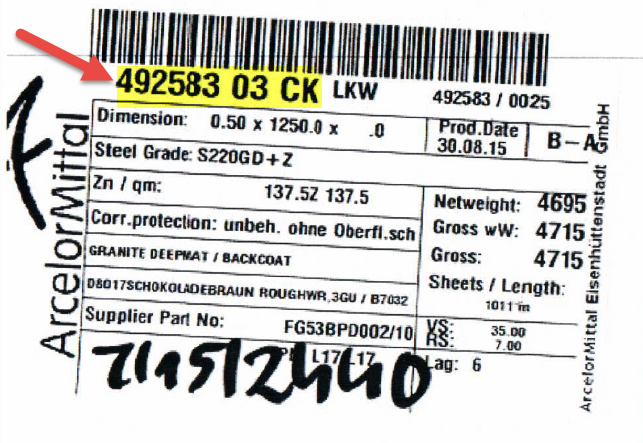 492583 03 CK LKW 492583 / 0025
Dimension: 0.50 x 1250.0 x .0
Prod.Date 30.08.15
B-A
Steel Grade: S220GD+Z
Zn / qm: 137.5Z 137.5
Netweight: 4695
Corr.protection: unbeh. ohne Oberfl.sch
Gross wW: 4715
GRANITE DEEPMAT / BACKCOAT
Gross: 4715
D8017SCHOKOLADEBRAUN ROUGHWR,3GU / B7032
Sheets / Length:
1011 m
Supplier Part No: FG53BPD002/10
VS: 35.00
RS: 7.00
L17 L17
Lag: 6
ArcelorMittal
ArcelorMittal Eisenhüttenstadt GmbH